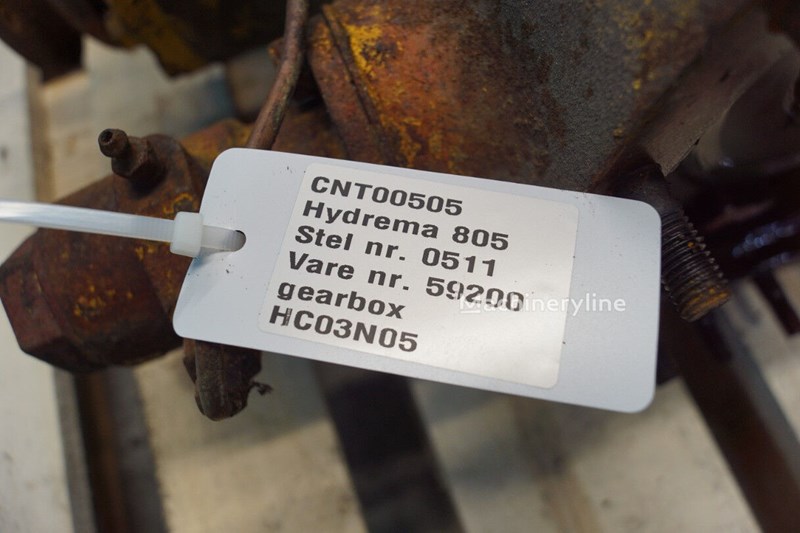 CNT00505
Hydrema 805
Stel nr. 0511
Vare nr. 59200
gearbox
HC03N05
Machineryline